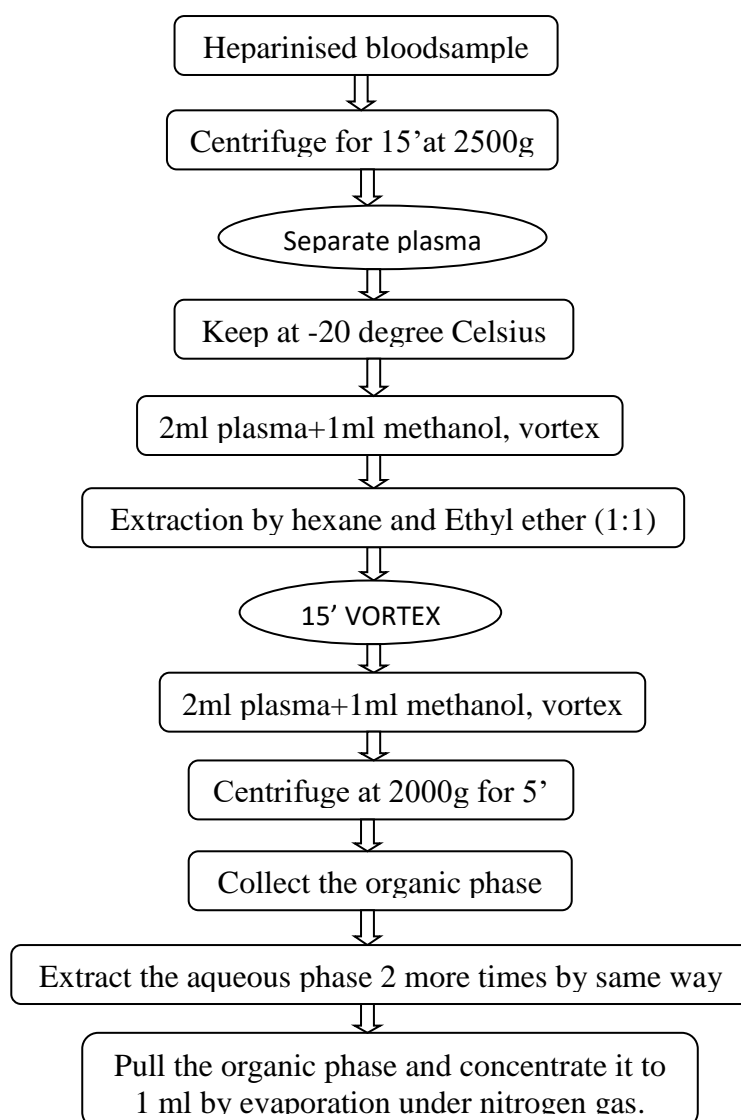 Heparinised bloodsample
Centrifuge for 15’at 2500g
Separate plasma
Keep at -20 degree Celsius
2ml plasma+1ml methanol, vortex
Extraction by hexane and Ethyl ether (1:1)
15’ VORTEX
2ml plasma+1ml methanol, vortex
Centrifuge at 2000g for 5’
Collect the organic phase
Extract the aqueous phase 2 more times by same way
Pull the organic phase and concentrate it to
1 ml by evaporation under nitrogen gas.